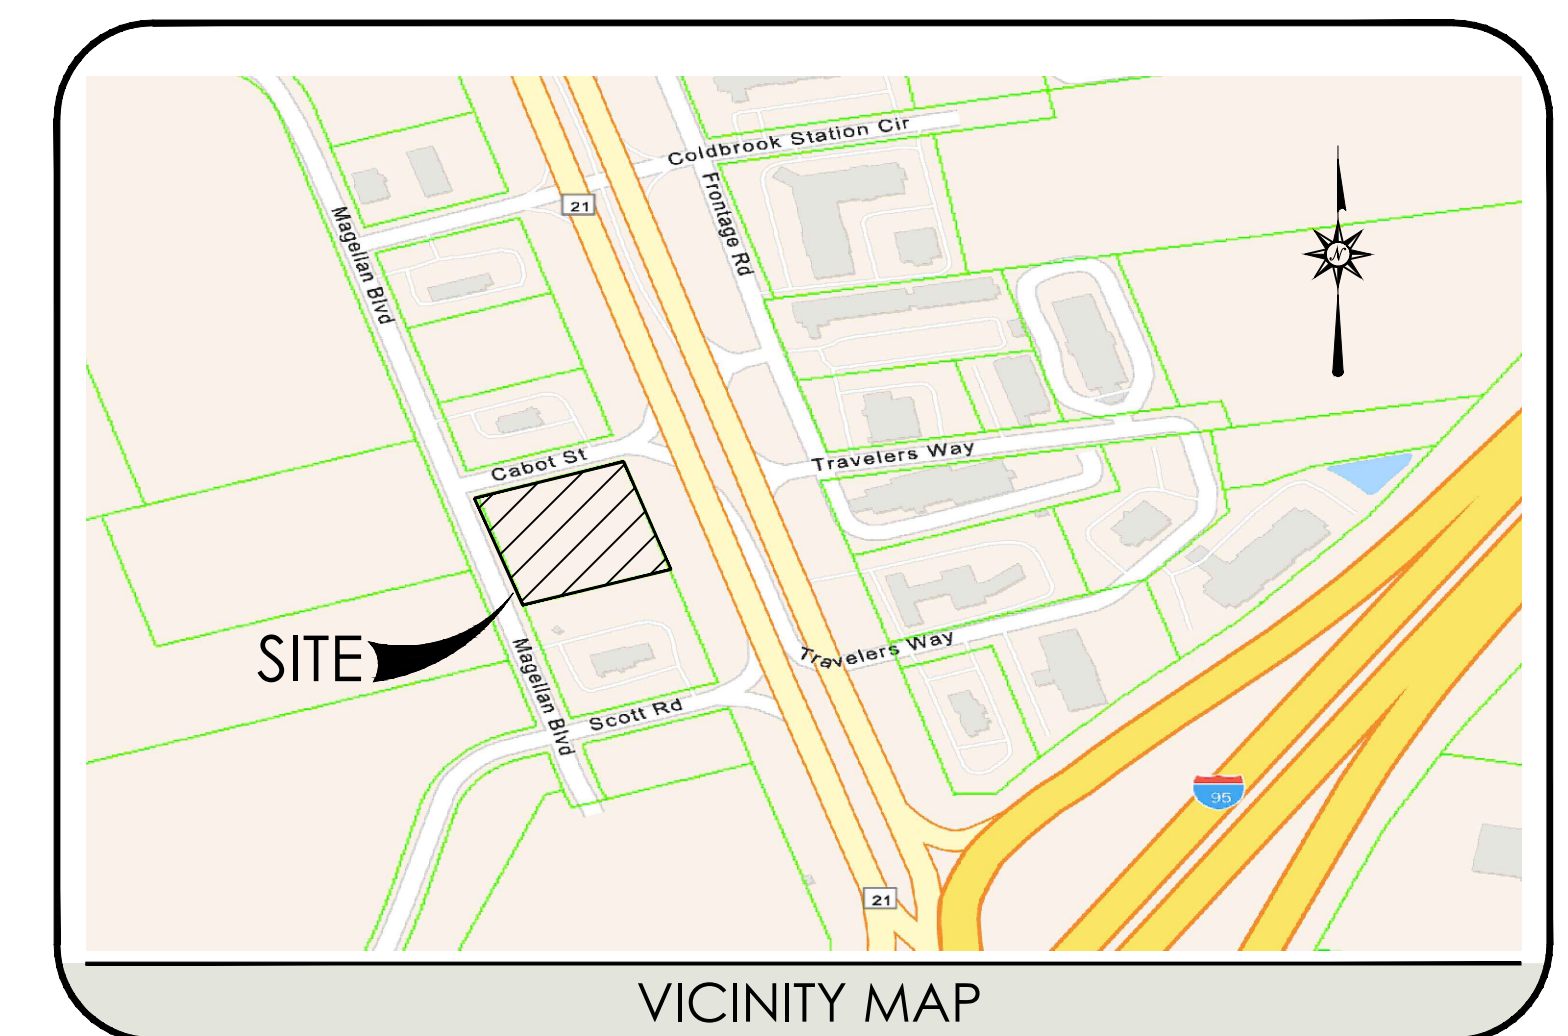 Coldbrook Station Cir
21
Magellan Blvd
Frontage Rd
N
Cabot St
Travelers Way
SITE
Magellan Blvd
Travelers Way
Scott Rd
95
21
VICINITY MAP